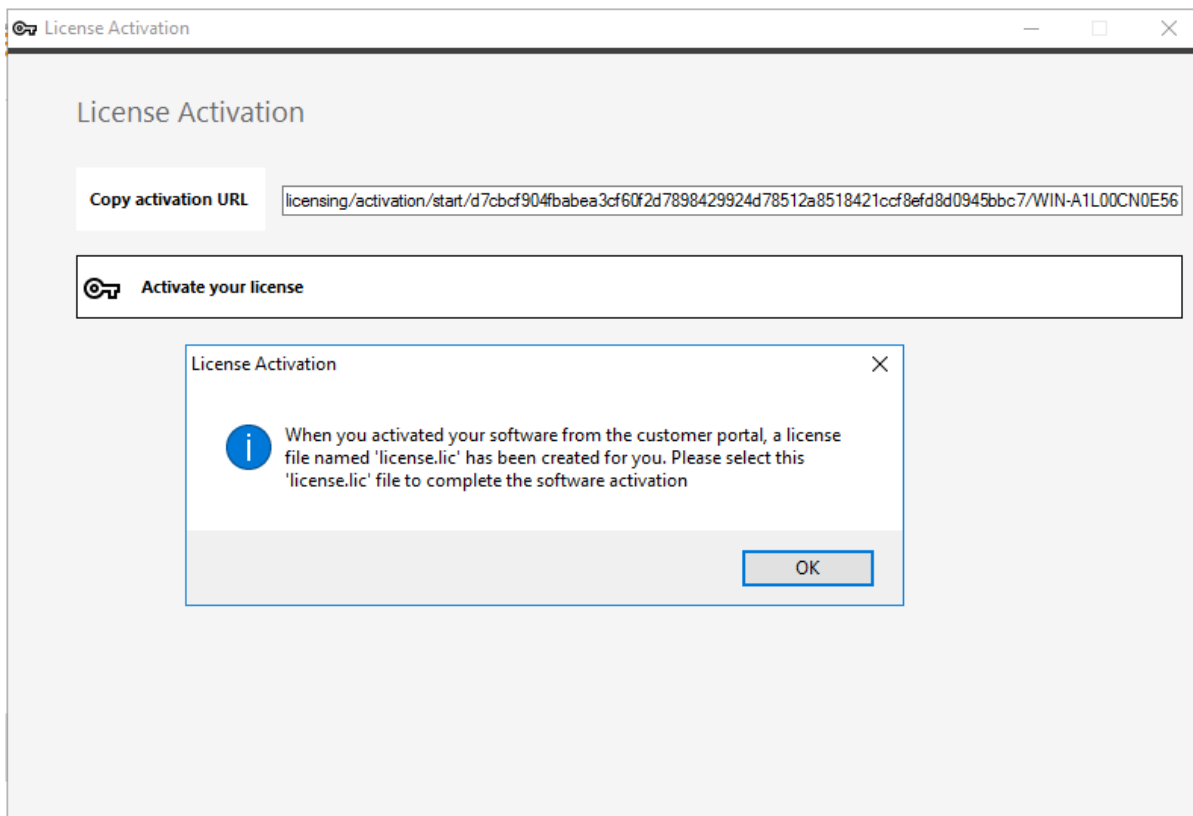 License Activation
License Activation
Copy activation URL
licensing/activation/start/d7cbcf904fbabea3cf60f2d7898429924d78512a8518421ccf8efd8d0945bbc7/WIN-A1L00CN0E56
Activate your license
License Activation
When you activated your software from the customer portal, a license
file named 'license.lic' has been created for you. Please select this
'license.lic' file to complete the software activation
OK